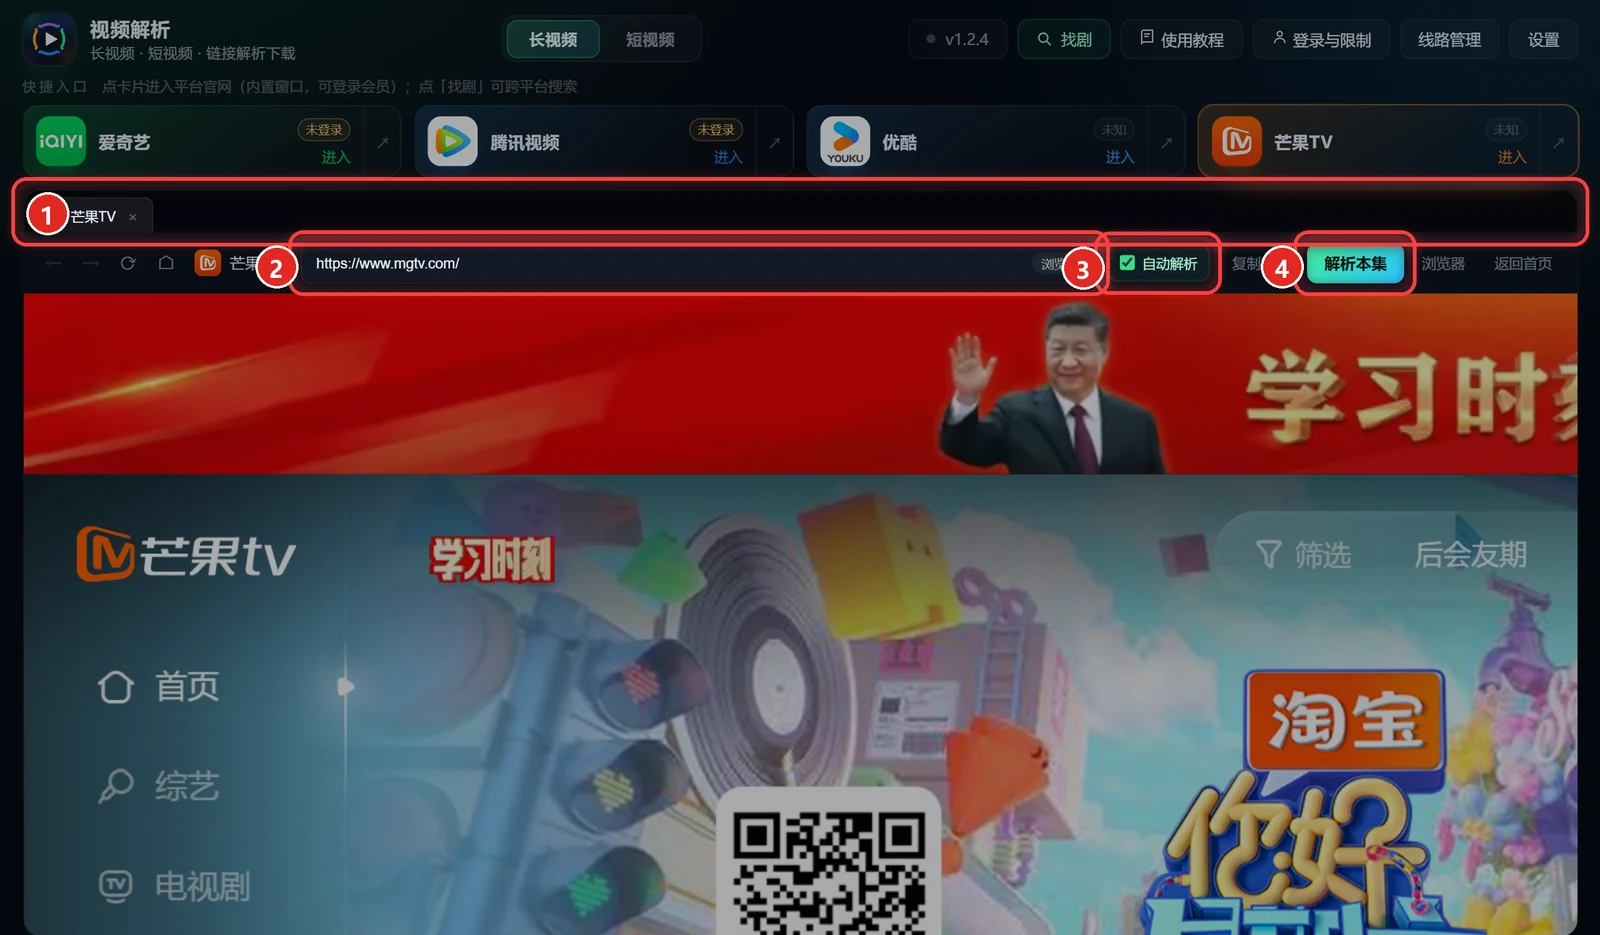 视频解析
长视频 · 短视频 · 链接解析下载
长视频
短视频
v1.2.4
找剧
使用教程
登录与限制
线路管理
设置
快捷入口 点卡片进入平台官网（内置窗口，可登录会员）；点「找剧」可跨平台搜索
iQIYI
爱奇艺
未登录
进入
腾讯视频
未登录
进入
YOUKU
优酷
未知
进入
芒果TV
未知
进入
1
芒果TV ×
芒果
2
https://www.mgtv.com/
浏览
3
自动解析
复制
4
解析本集
浏览器
返回首页
学习时刻
芒果tv
学习时刻
筛选
后会友期
首页
综艺
电视剧
淘宝
你好